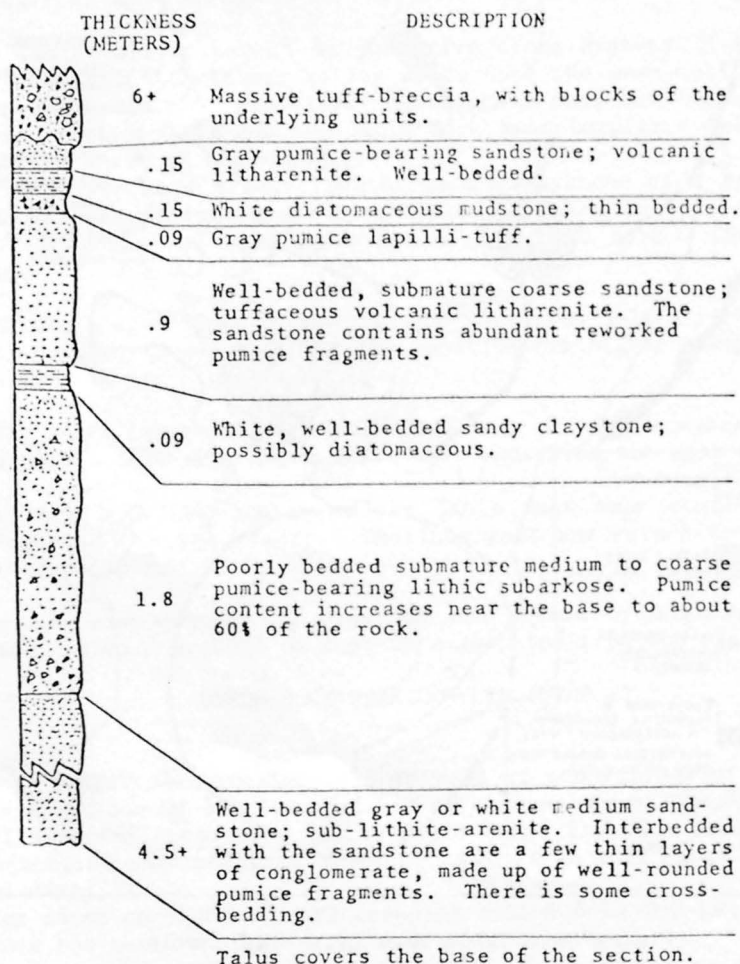 THICKNESS DESCRIPTION
(METERS)
6+ Massive tuff-breccia, with blocks of the
underlying units.
.15 Gray pumice-bearing sandstone; volcanic
litharenite. Well-bedded.
.15 White diatomaceous mudstone; thin bedded.
.09 Gray pumice lapilli-tuff.
Well-bedded, submature coarse sandstone;
.9 tuffaceous volcanic litharenite. The
sandstone contains abundant reworked
pumice fragments.
.09 White, well-bedded sandy claystone;
possibly diatomaceous.
Poorly bedded submature medium to coarse
1.8 pumice-bearing lithic subarkose. Pumice
content increases near the base to about
60% of the rock.
Well-bedded gray or white medium sand-
stone; sub-lithite-arenite. Interbedded
4.5+ with the sandstone are a few thin layers
of conglomerate, made up of well-rounded
pumice fragments. There is some cross-
bedding.
Talus covers the base of the section.